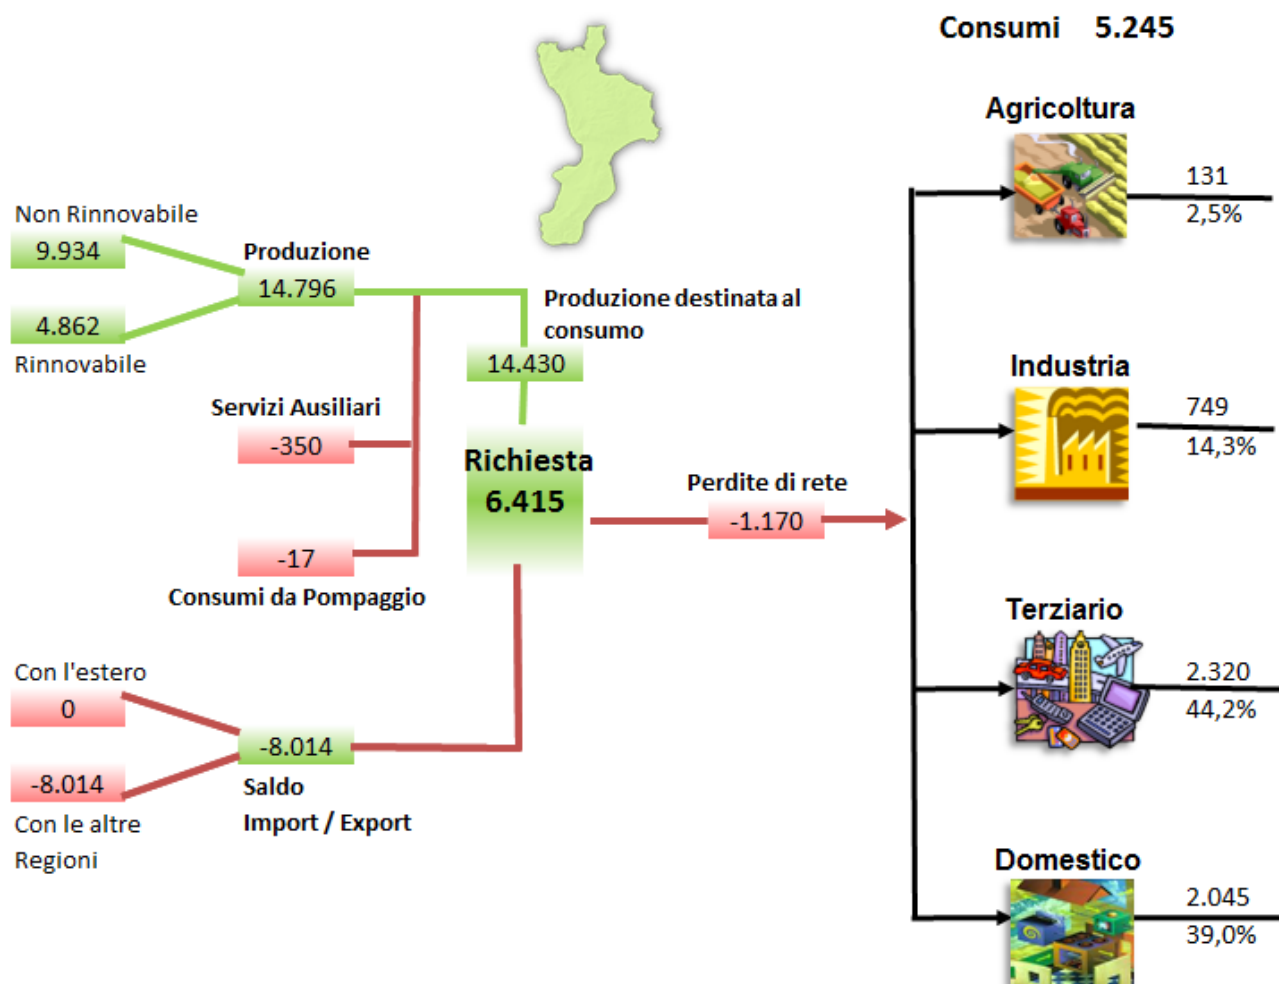 Consumi 5.245
Non Rinnovabile
9.934
4.862
Rinnovabile
Produzione
14.796
Servizi Ausiliari
-350
-17
Consumi da Pompaggio
Con l'estero
0
-8.014
Con le altre
Regioni
-8.014
Saldo
Import / Export
Produzione destinata al
consumo
14.430
Richiesta
6.415
Perdite di rete
-1.170
Agricoltura
131
2,5%
Industria
749
14,3%
Terziario
2.320
44,2%
Domestico
2.045
39,0%